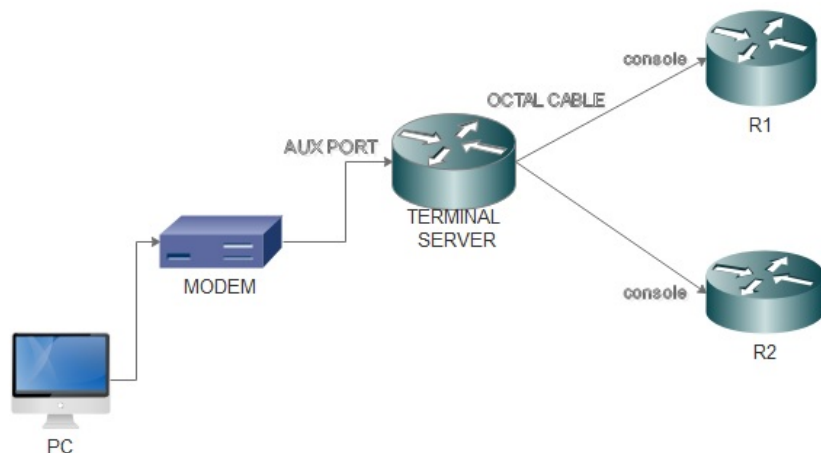 console
R1
OCTAL CABLE
AUX PORT
TERMINAL
SERVER
MODEM
console
R2
PC